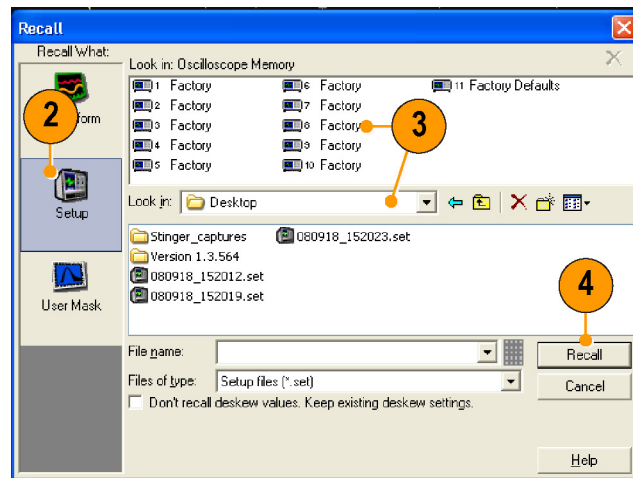 Recall
Recall What:
Look in: Oscilloscope Memory
1 Factory
2 Factory
3 Factory
4 Factory
5 Factory
6 Factory
7 Factory
8 Factory
9 Factory
10 Factory
11 Factory Defaults
2
form
3
Setup
User Mask
Look in: Desktop
Stinger_captures
Version 1.3.564
080918_152012.set
080918_152019.set
080918_152023.set
4
File name:
Recall
Files of type: Setup files (*.set)
Cancel
Don't recall deskew values. Keep existing deskew settings.
Help